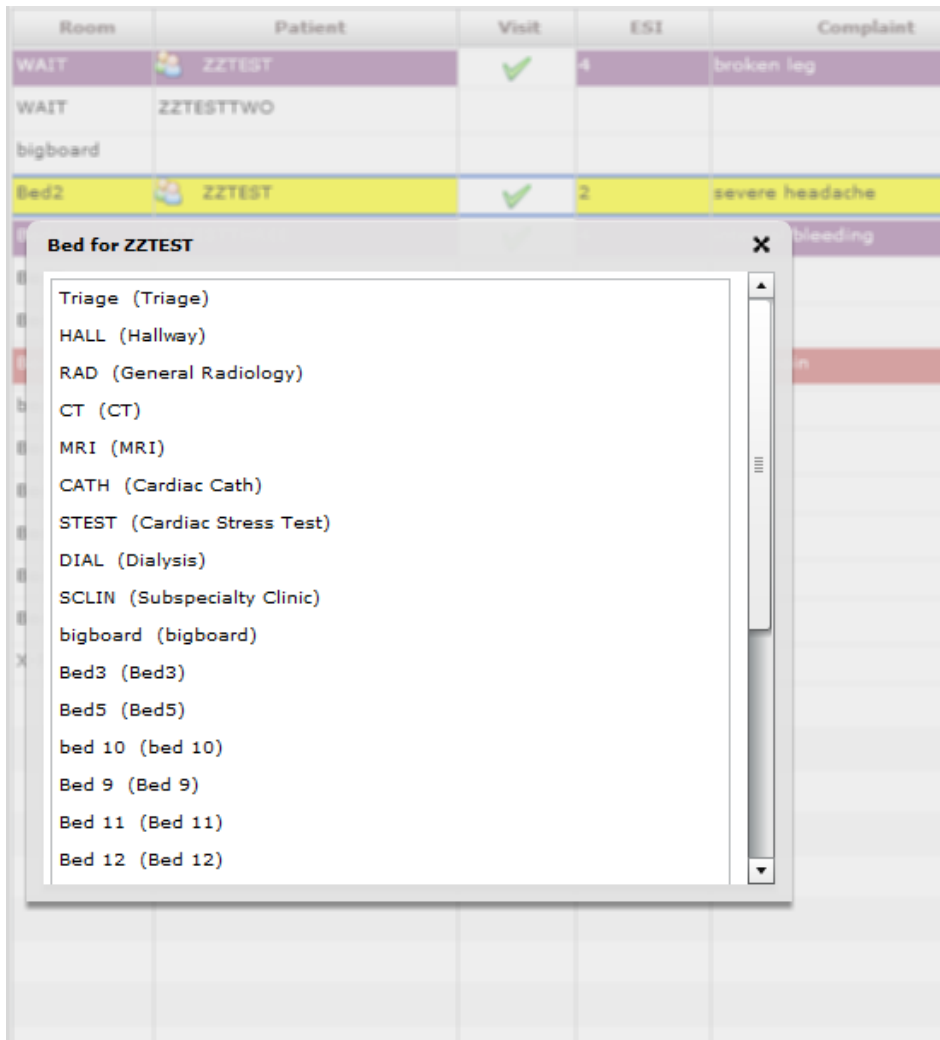 Room Patient Visit ESI Complaint
WAIT ZZTEST 4 broken leg
WAIT ZZTESTTWO
bigboard
Bed2 ZZTEST 2 severe headache
Bed for ZZTEST
bleeding
Triage (Triage)
HALL (Hallway)
RAD (General Radiology)
CT (CT)
MRI (MRI)
CATH (Cardiac Cath)
STEST (Cardiac Stress Test)
DIAL (Dialysis)
SCLIN (Subspecialty Clinic)
bigboard (bigboard)
Bed3 (Bed3)
Bed5 (Bed5)
bed 10 (bed 10)
Bed 9 (Bed 9)
Bed 11 (Bed 11)
Bed 12 (Bed 12)